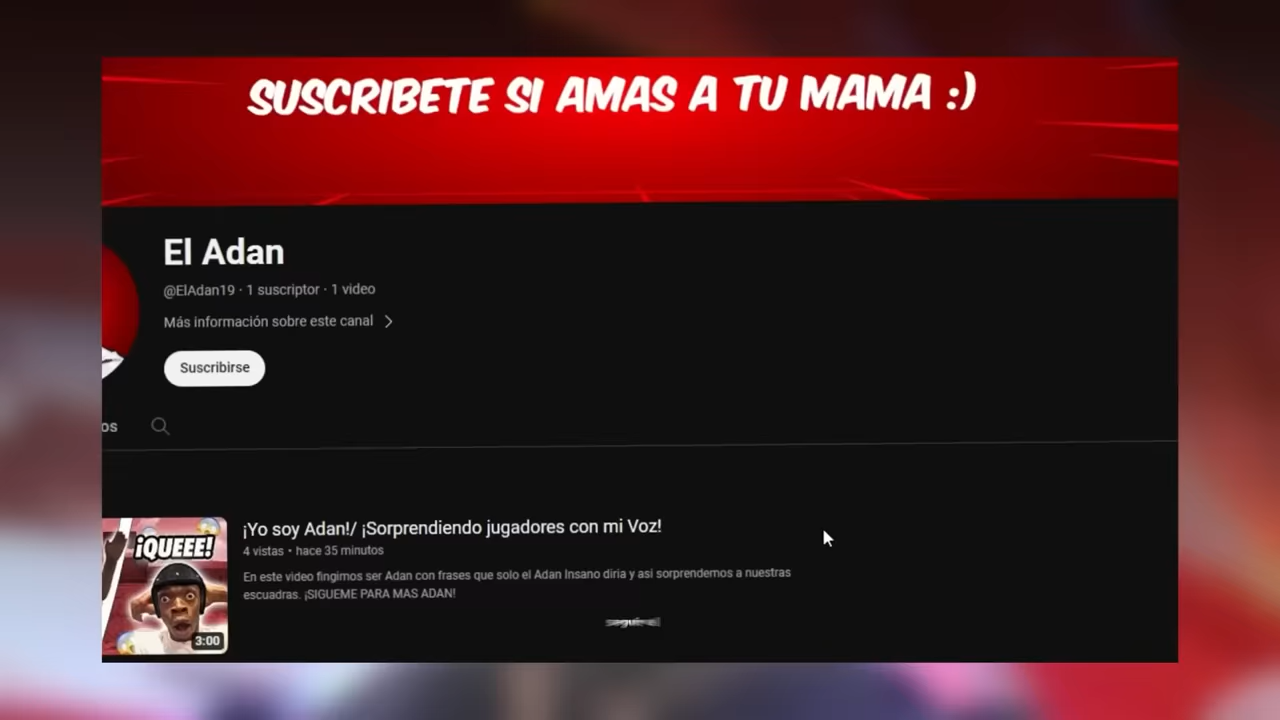 SUSCRIBETE SI AMAS A TU MAMA :)
El Adan
@ElAdan19 · 1 suscriptor · 1 video
Más información sobre este canal
Suscribirse
os
¡QUEEE!
3:00
¡Yo soy Adan!/ ¡Sorprendiendo jugadores con mi Voz!
4 vistas • hace 35 minutos
En este video fingimos ser Adan con frases que solo el Adan Insano diria y asi sorprendemos a nuestras
escuadras. ¡SIGUEME PARA MAS ADAN!